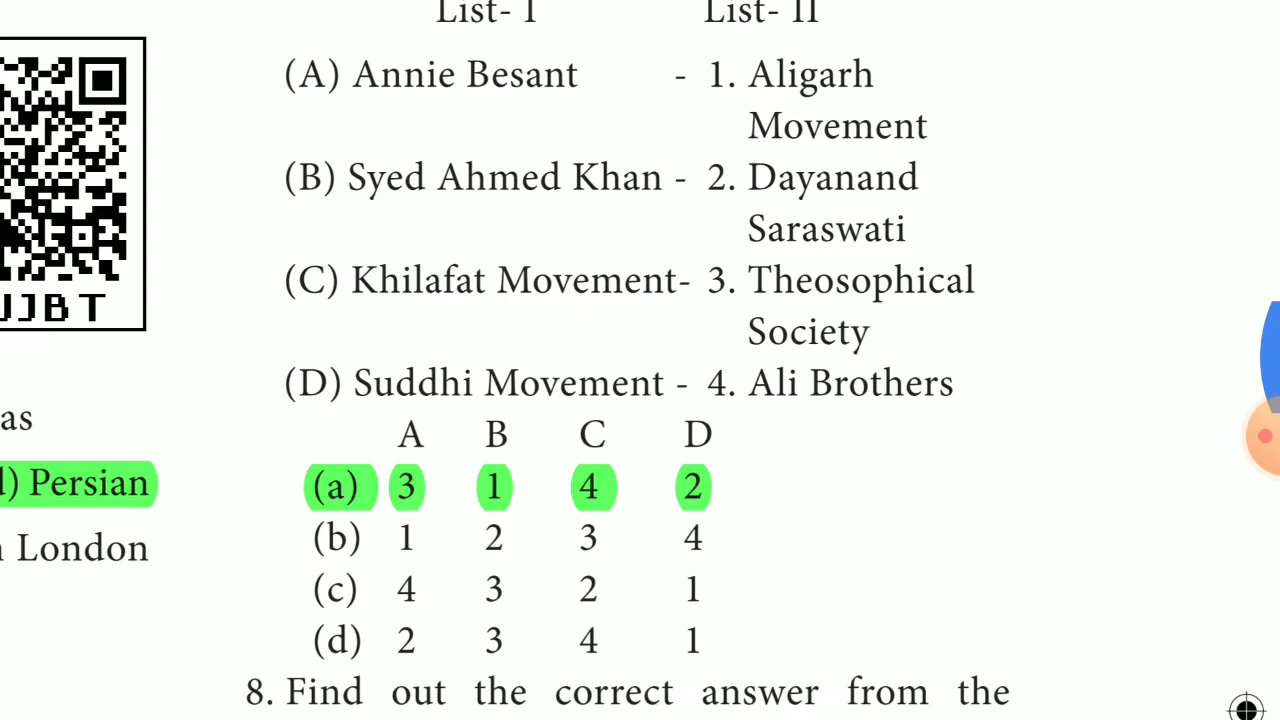 List- I List- II
(A) Annie Besant - 1. Aligarh
Movement
(B) Syed Ahmed Khan - 2. Dayanand
Saraswati
(C) Khilafat Movement- 3. Theosophical
Society
(D) Suddhi Movement - 4. Ali Brothers
A B C D
(a) 3 1 4 2
(b) 1 2 3 4
(c) 4 3 2 1
(d) 2 3 4 1
8. Find out the correct answer from the
JJBT
as
) Persian
London